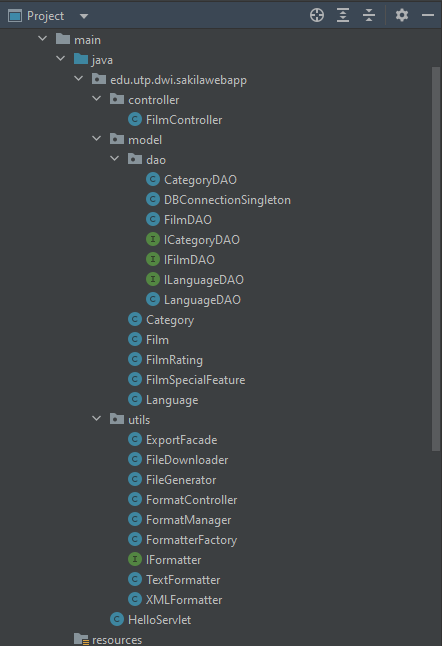 Project
main
java
edu.utp.dwi.sakilawebapp
controller
FilmController
model
dao
CategoryDAO
DBConnectionSingleton
FilmDAO
ICategoryDAO
IFilmDAO
ILanguageDAO
LanguageDAO
Category
Film
FilmRating
FilmSpecialFeature
Language
utils
ExportFacade
FileDownloader
FileGenerator
FormatController
FormatManager
FormatterFactory
IFormatter
TextFormatter
XMLFormatter
HelloServlet
resources